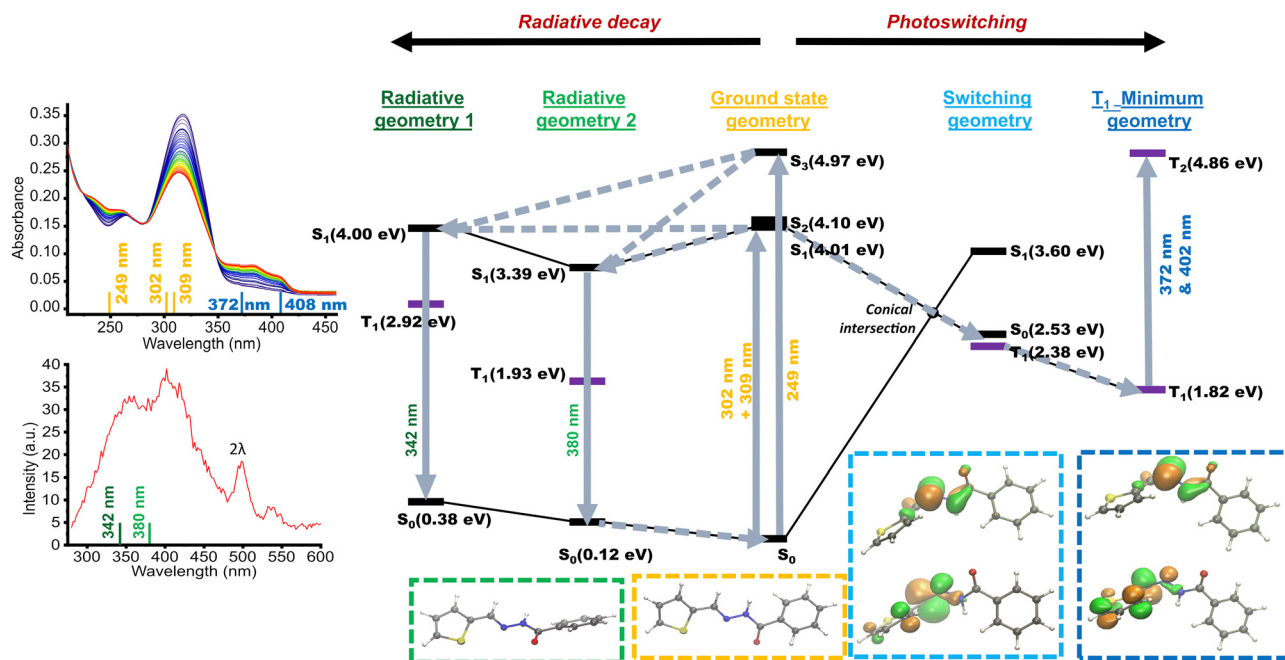 Radiative decay
Photoswitching
Radiative
geometry 1
Radiative
geometry 2
Ground state
geometry
Switching
geometry
T1_Minimum
geometry
Absorbance
0.35
0.30
0.25
0.20
0.15
0.10
0.05
0.00
249 nm
302 nm
309 nm
372 nm
408 nm
250
300
350
400
450
Wavelength (nm)
Intensity (a.u.)
40
35
30
25
20
15
10
5
0
2λ
342 nm
380 nm
300
350
400
450
500
550
600
Wavelength (nm)
S1(4.00 eV)
T1(2.92 eV)
342 nm
S0(0.38 eV)
S1(3.39 eV)
T1(1.93 eV)
380 nm
S0(0.12 eV)
S3(4.97 eV)
S2(4.10 eV)
S1(4.01 eV)
302 nm
+ 309 nm
249 nm
S0
Conical
intersection
S1(3.60 eV)
S0(2.53 eV)
T1(2.38 eV)
T2(4.86 eV)
372 nm
& 402 nm
T1(1.82 eV)